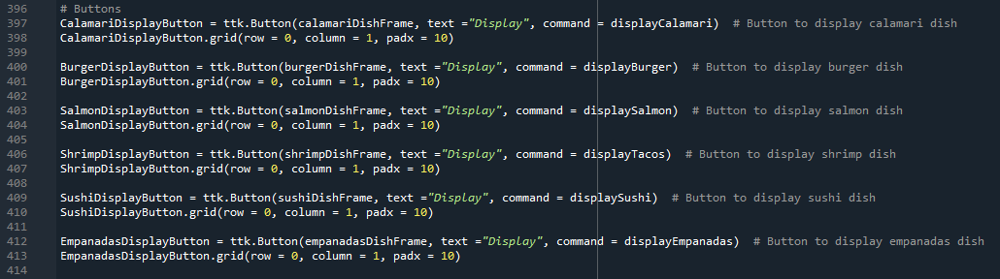 396 # Buttons
397 CalamariDisplayButton = ttk.Button(calamariDishFrame, text ="Display", command = displayCalamari)  # Button to display calamari dish
398 CalamariDisplayButton.grid(row = 0, column = 1, padx = 10)
399
400 BurgerDisplayButton = ttk.Button(burgerDishFrame, text ="Display", command = displayBurger)  # Button to display burger dish
401 BurgerDisplayButton.grid(row = 0, column = 1, padx = 10)
402
403 SalmonDisplayButton = ttk.Button(salmonDishFrame, text ="Display", command = displaySalmon)  # Button to display salmon dish
404 SalmonDisplayButton.grid(row = 0, column = 1, padx = 10)
405
406 ShrimpDisplayButton = ttk.Button(shrimpDishFrame, text ="Display", command = displayTacos)  # Button to display shrimp dish
407 ShrimpDisplayButton.grid(row = 0, column = 1, padx = 10)
408
409 SushiDisplayButton = ttk.Button(sushiDishFrame, text ="Display", command = displaySushi)  # Button to display sushi dish
410 SushiDisplayButton.grid(row = 0, column = 1, padx = 10)
411
412 EmpanadasDisplayButton = ttk.Button(empanadasDishFrame, text ="Display", command = displayEmpanadas)  # Button to display empanadas dish
413 EmpanadasDisplayButton.grid(row = 0, column = 1, padx = 10)
414